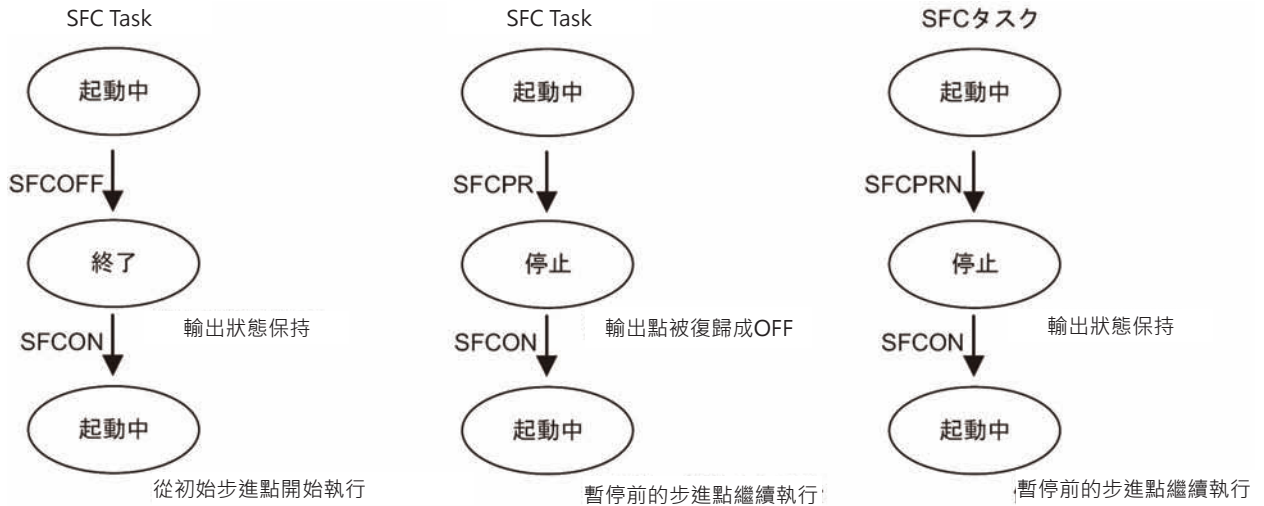 SFC Task
起動中
SFCOFF
終了
輸出狀態保持
SFCON
起動中
從初始步進點開始執行
SFC Task
起動中
SFCPR
停止
輸出點被復歸成OFF
SFCON
起動中
暫停前的步進點繼續執行
SFCタスク
起動中
SFCPRN
停止
輸出狀態保持
SFCON
起動中
暫停前的步進點繼續執行